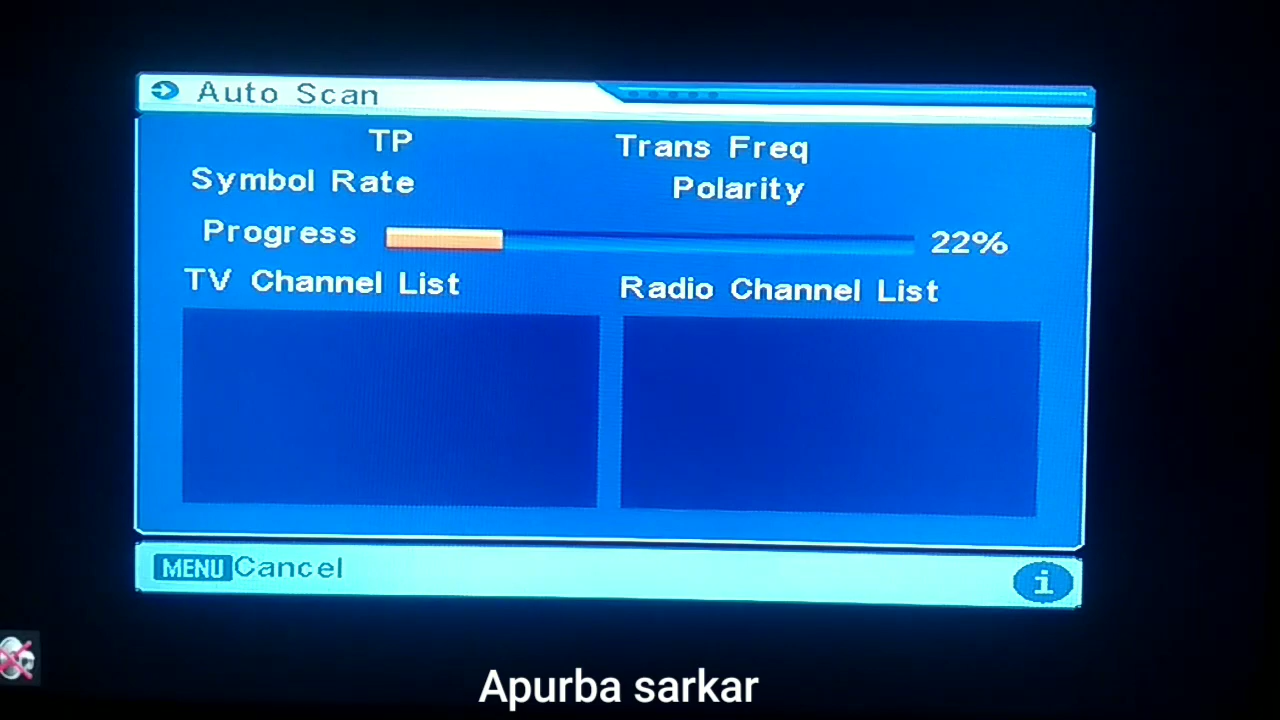 Auto Scan
TP
Trans Freq
Symbol Rate
Polarity
Progress
22%
TV Channel List
Radio Channel List
MENU Cancel
i
Apurba sarkar